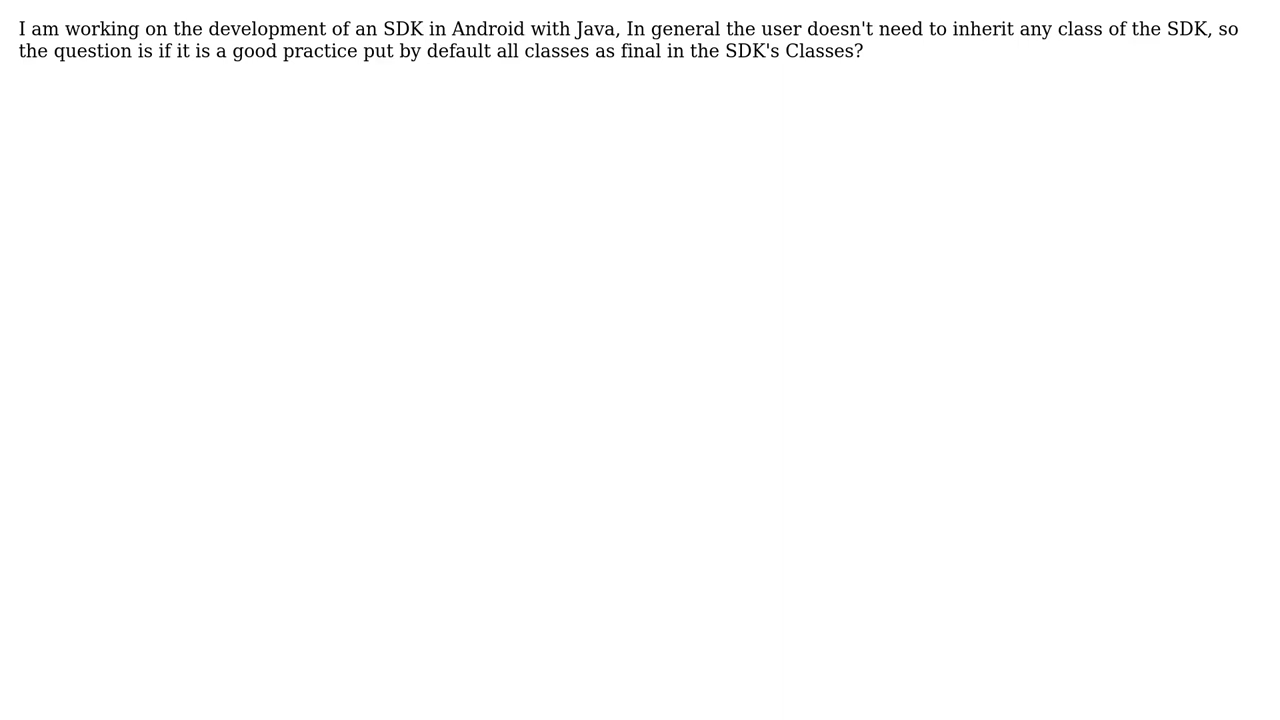 I am working on the development of an SDK in Android with Java, In general the user doesn't need to inherit any class of the SDK, so
the question is if it is a good practice put by default all classes as final in the SDK's Classes?